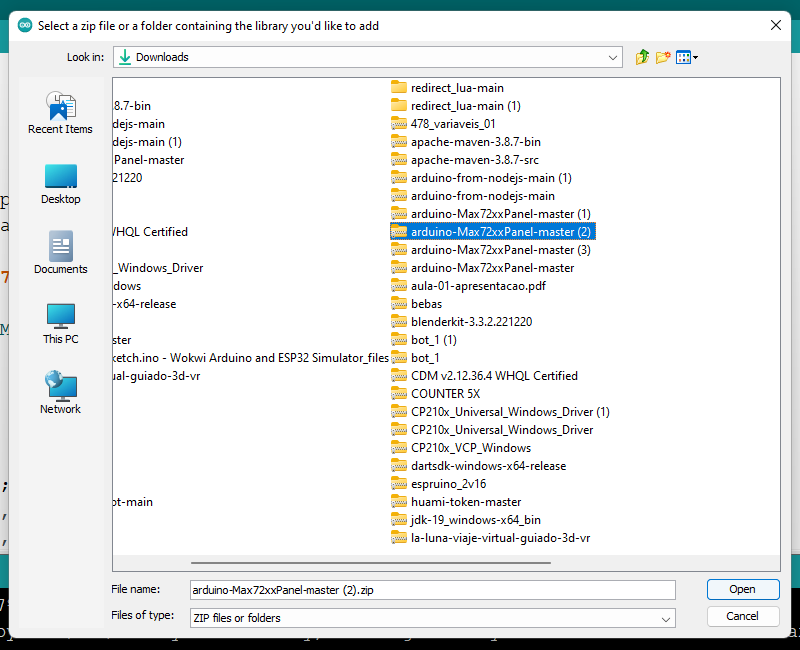 Select a zip file or a folder containing the library you'd like to add
Look in:
Downloads
Recent Items
Desktop
Documents
This PC
Network
3.8.7-bin
dejs-main
dejs-main (1)
Panel-master
221220
WHQL Certified
_Windows_Driver
dows
-x64-release
ster
ketch.ino - Wokwi Arduino and ESP32 Simulator_files
ual-guiado-3d-vr
ot-main
redirect_lua-main
redirect_lua-main (1)
478_variaveis_01
apache-maven-3.8.7-bin
apache-maven-3.8.7-src
arduino-from-nodejs-main (1)
arduino-from-nodejs-main
arduino-Max72xxPanel-master (1)
arduino-Max72xxPanel-master (2)
arduino-Max72xxPanel-master (3)
arduino-Max72xxPanel-master
aula-01-apresentacao.pdf
bebas
blenderkit-3.3.2.221220
bot_1 (1)
bot_1
CDM v2.12.36.4 WHQL Certified
COUNTER 5X
CP210x_Universal_Windows_Driver (1)
CP210x_Universal_Windows_Driver
CP210x_VCP_Windows
dartsdk-windows-x64-release
espruino_2v16
huami-token-master
jdk-19_windows-x64_bin
la-luna-viaje-virtual-guiado-3d-vr
File name:
arduino-Max72xxPanel-master (2).zip
Open
Files of type:
ZIP files or folders
Cancel